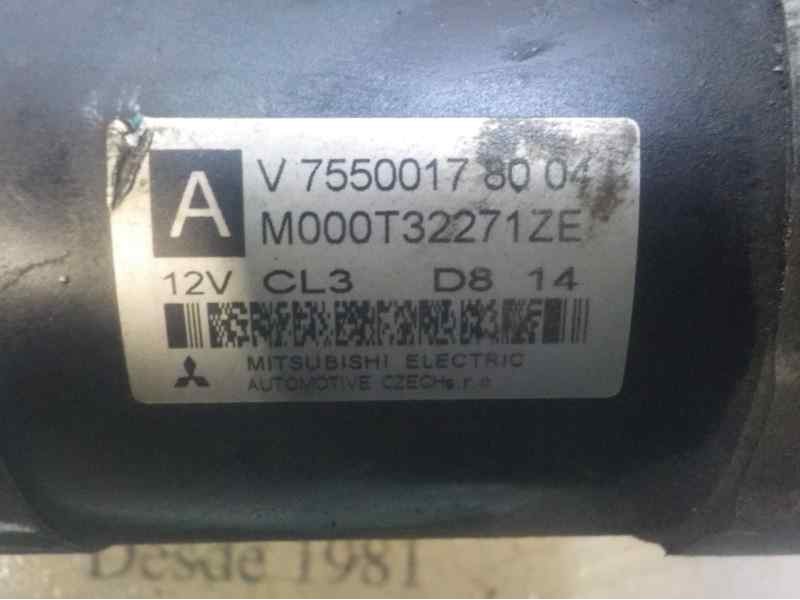 A
V 7550017 80 04
M000T32271ZE
12V CL3 D8 14
MITSUBISHI ELECTRIC
AUTOMOTIVE CZECH s.r.o
Desde 1981